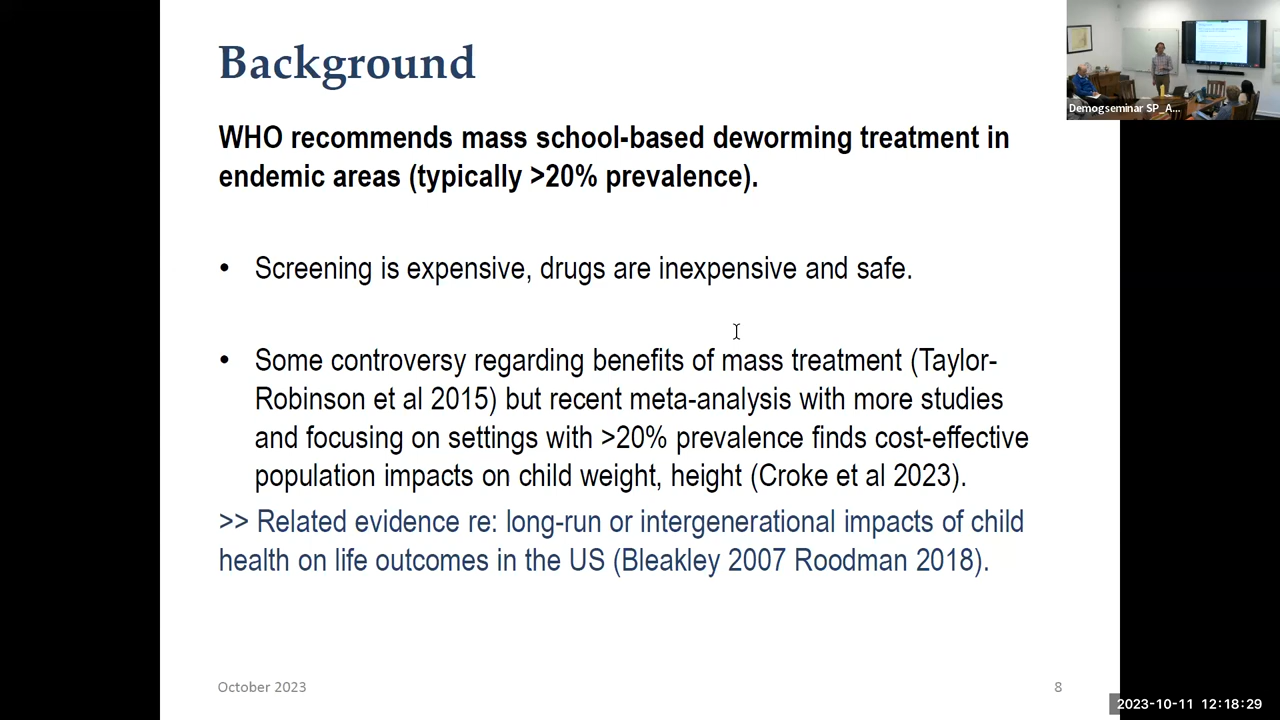 Background
WHO recommends mass school-based deworming treatment in
endemic areas (typically >20% prevalence).
• Screening is expensive, drugs are inexpensive and safe.
• Some controversy regarding benefits of mass treatment (Taylor-
Robinson et al 2015) but recent meta-analysis with more studies
and focusing on settings with >20% prevalence finds cost-effective
population impacts on child weight, height (Croke et al 2023).
>> Related evidence re: long-run or intergenerational impacts of child
health on life outcomes in the US (Bleakley 2007 Roodman 2018).
October 2023
8
Demogseminar SP_A...
2023-10-11 12:18:29